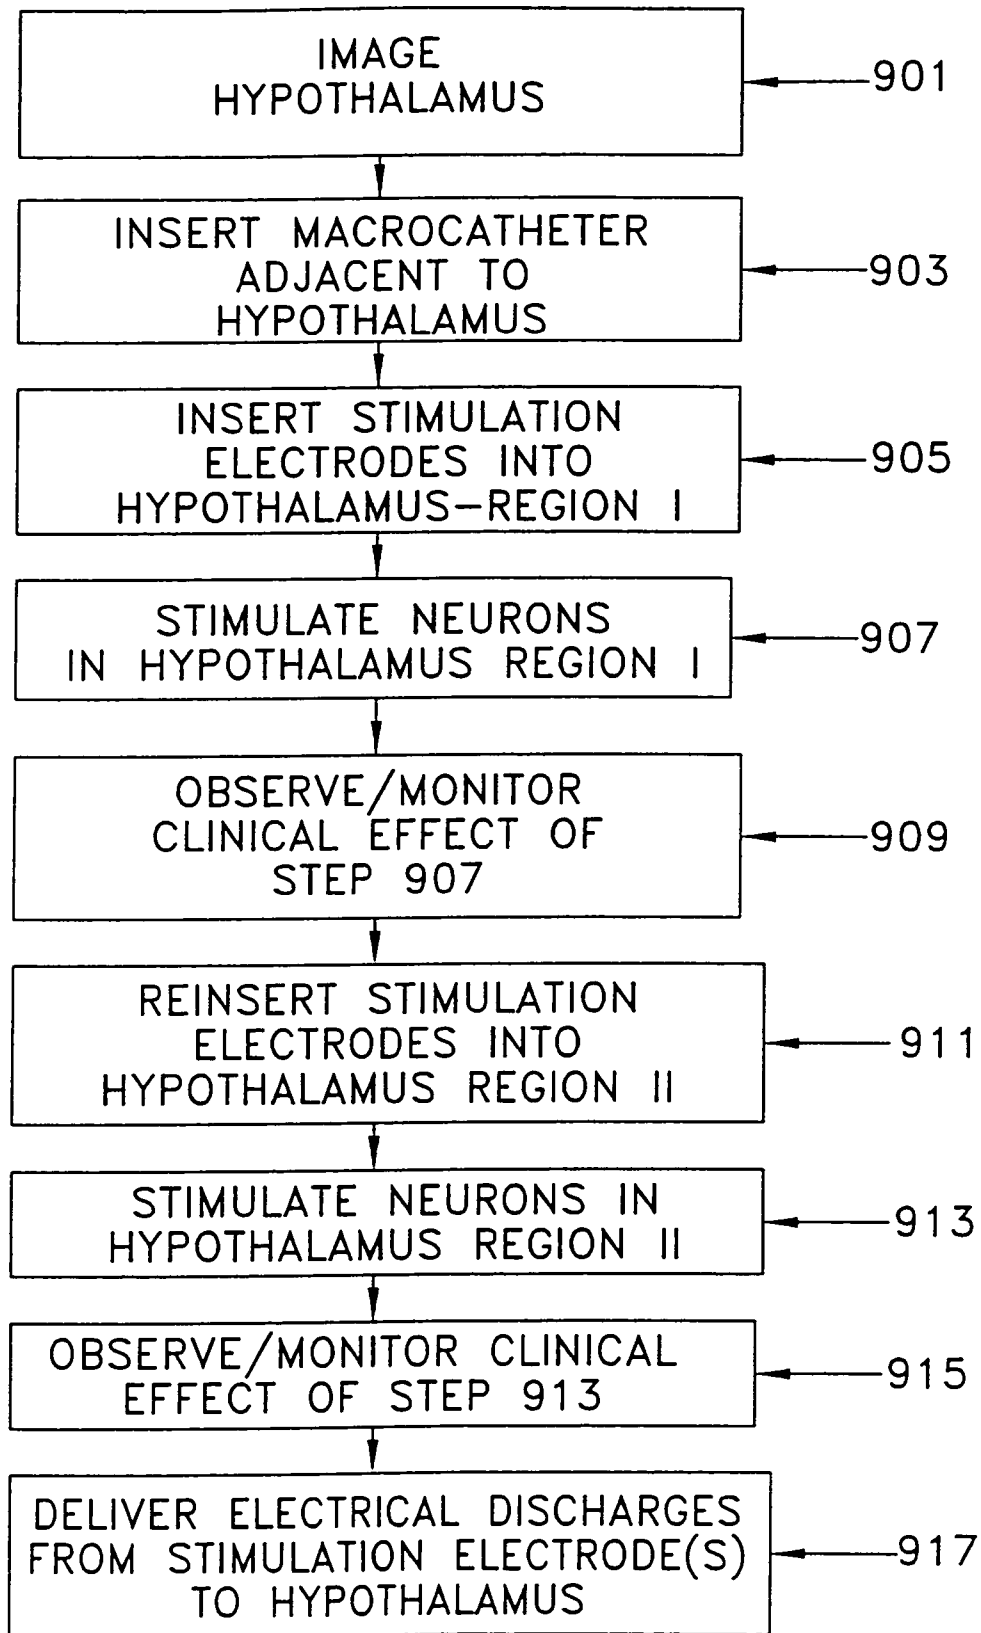 IMAGE
HYPOTHALAMUS
901
INSERT MACROCATHETER
ADJACENT TO
HYPOTHALAMUS
903
INSERT STIMULATION
ELECTRODES INTO
HYPOTHALAMUS-REGION I
905
STIMULATE NEURONS
IN HYPOTHALAMUS REGION I
907
OBSERVE/MONITOR
CLINICAL EFFECT OF
STEP 907
909
REINSERT STIMULATION
ELECTRODES INTO
HYPOTHALAMUS REGION II
911
STIMULATE NEURONS IN
HYPOTHALAMUS REGION II
913
OBSERVE/MONITOR CLINICAL
EFFECT OF STEP 913
915
DELIVER ELECTRICAL DISCHARGES
FROM STIMULATION ELECTRODE(S)
TO HYPOTHALAMUS
917